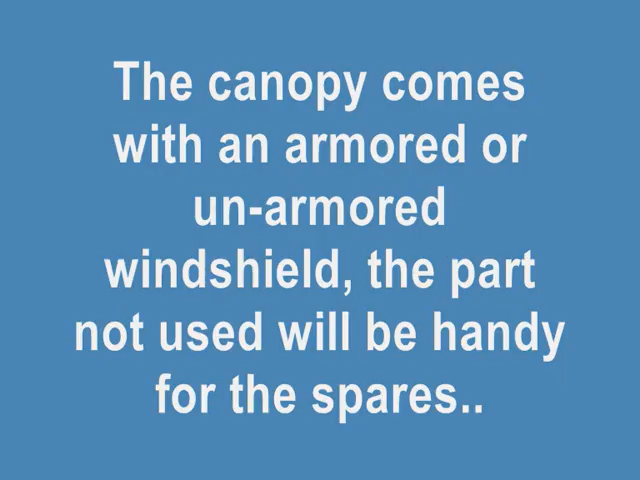 The canopy comes
with an armored or
un-armored
windshield, the part
not used will be handy
for the spares..